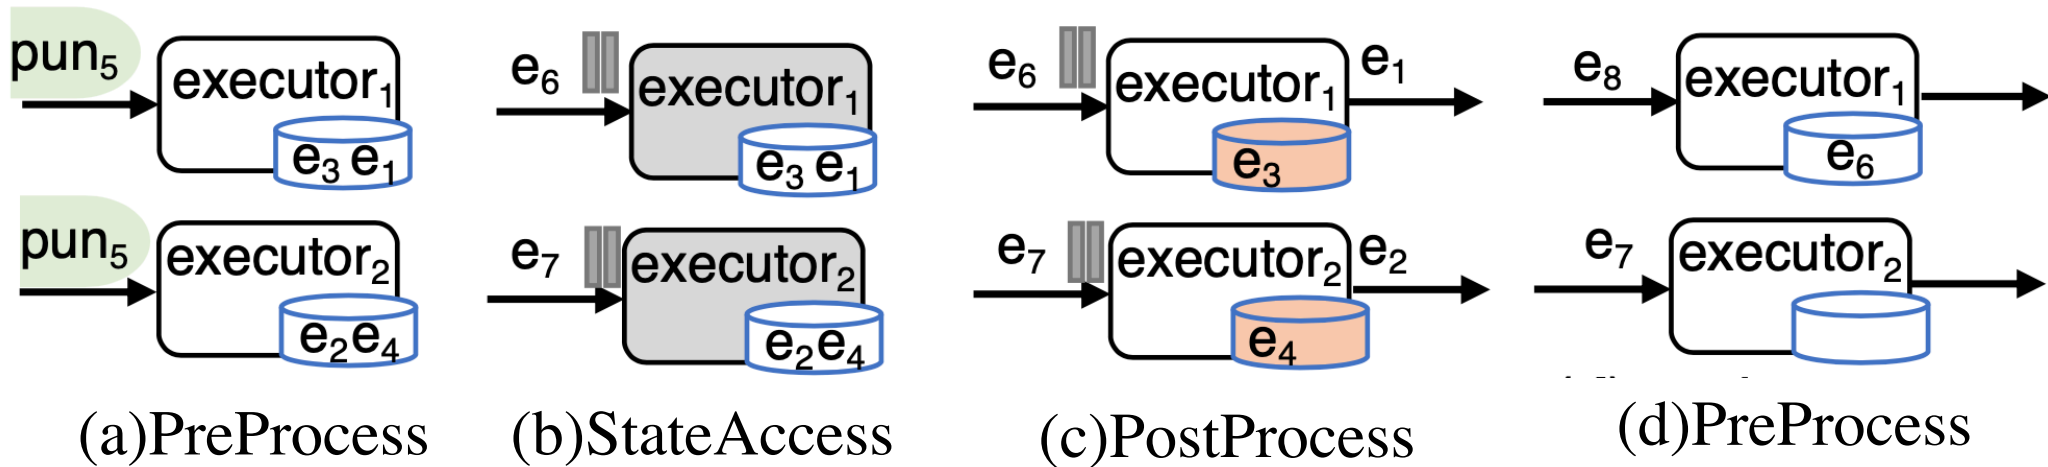 pun₅
executor₁
e₃ e₁
pun₅
executor₂
e₂e₄
(a)PreProcess
e₆
executor₁
e₃ e₁
e₇
executor₂
e₂e₄
(b)StateAccess
e₆
executor₁
e₁
e₃
e₇
executor₂
e₂
e₄
(c)PostProcess
e₈
executor₁
e₆
e₇
executor₂
(d)PreProcess